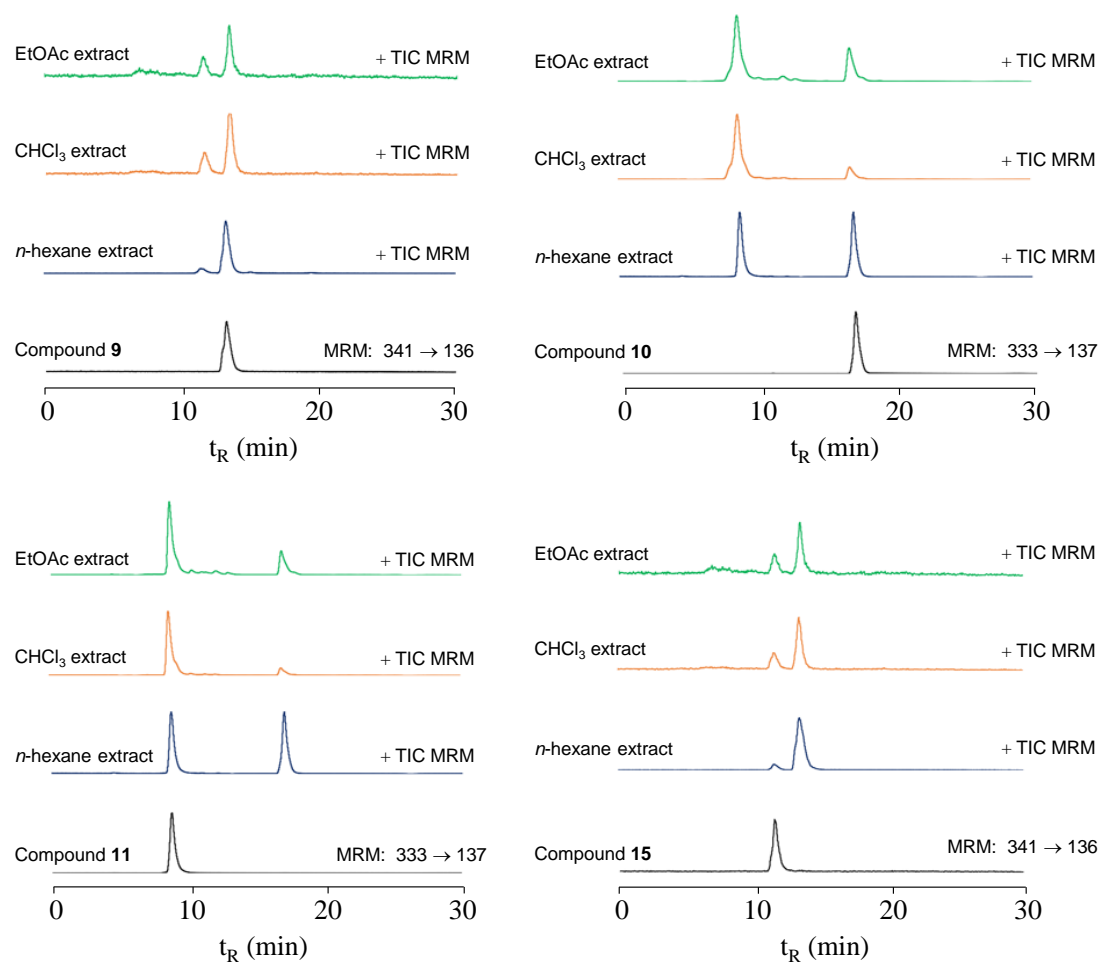 EtOAc extract + TIC MRM
CHCl₃ extract + TIC MRM
n-hexane extract + TIC MRM
Compound 9 MRM: 341 → 136
0 10 20 30
tR (min)
EtOAc extract + TIC MRM
CHCl₃ extract + TIC MRM
n-hexane extract + TIC MRM
Compound 10 MRM: 333 → 137
0 10 20 30
tR (min)
EtOAc extract + TIC MRM
CHCl₃ extract + TIC MRM
n-hexane extract + TIC MRM
Compound 11 MRM: 333 → 137
0 10 20 30
tR (min)
EtOAc extract + TIC MRM
CHCl₃ extract + TIC MRM
n-hexane extract + TIC MRM
Compound 15 MRM: 341 → 136
0 10 20 30
tR (min)